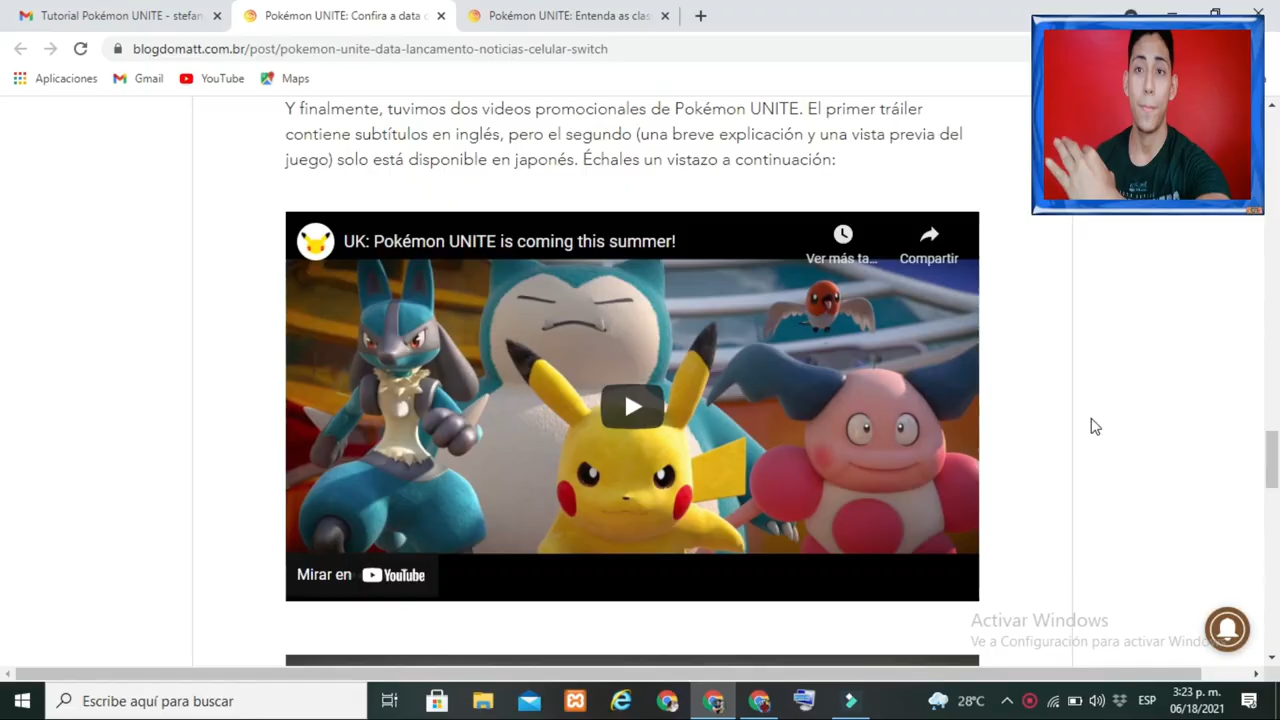 Tutorial Pokémon UNITE - stefan
Pokémon UNITE: Confira a data d
Pokémon UNITE: Entenda as clas
blogdomatt.com.br/post/pokemon-unite-data-lancamento-noticias-celular-switch
Aplicaciones
Gmail
YouTube
Maps
Y finalmente, tuvimos dos videos promocionales de Pokémon UNITE. El primer tráiler
contiene subtítulos en inglés, pero el segundo (una breve explicación y una vista previa del
juego) solo está disponible en japonés. Échales un vistazo a continuación:
UK: Pokémon UNITE is coming this summer!
Ver más ta...
Compartir
Mirar en YouTube
Activar Windows
Ve a Configuración para activar Windo
Escribe aquí para buscar
28°C
ESP
3:23 p. m.
06/18/2021